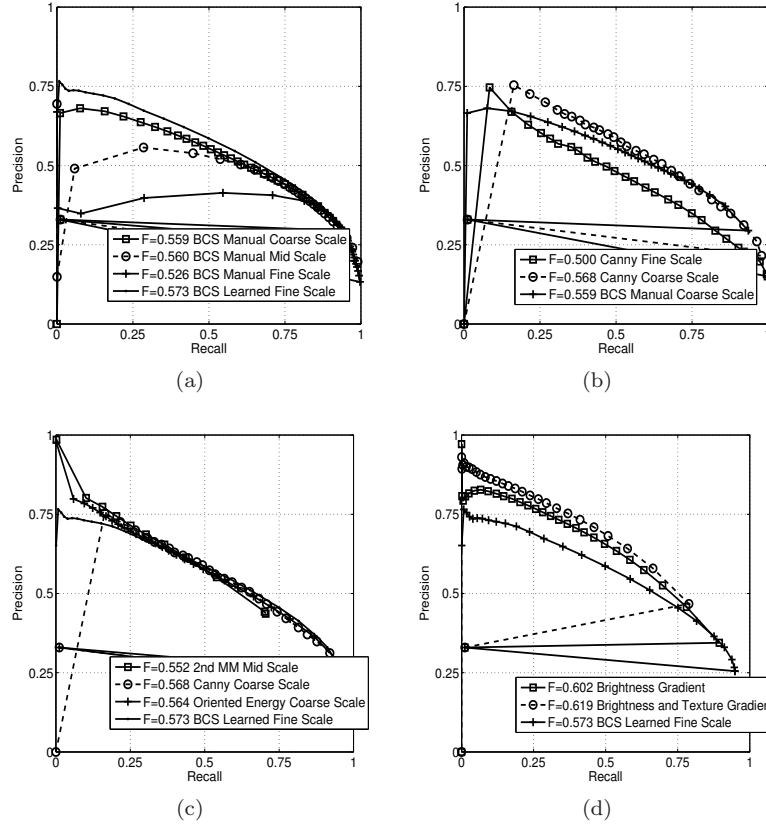 1
0.75
0.5
0.25
0
Precision
0 0.25 0.5 0.75 1
Recall
F=0.559 BCS Manual Coarse Scale
F=0.560 BCS Manual Mid Scale
F=0.526 BCS Manual Fine Scale
F=0.573 BCS Learned Fine Scale
(a)
1
0.75
0.5
0.25
0
Precision
0 0.25 0.5 0.75 1
Recall
F=0.500 Canny Fine Scale
F=0.568 Canny Coarse Scale
F=0.559 BCS Manual Coarse Scale
(b)
1
0.75
0.5
0.25
0
Precision
0 0.25 0.5 0.75 1
Recall
F=0.552 2nd MM Mid Scale
F=0.568 Canny Coarse Scale
F=0.564 Oriented Energy Coarse Scale
F=0.573 BCS Learned Fine Scale
(c)
1
0.75
0.5
0.25
0
Precision
0 0.25 0.5 0.75 1
Recall
F=0.602 Brightness Gradient
F=0.619 Brightness and Texture Gradien
F=0.573 BCS Learned Fine Scale
(d)